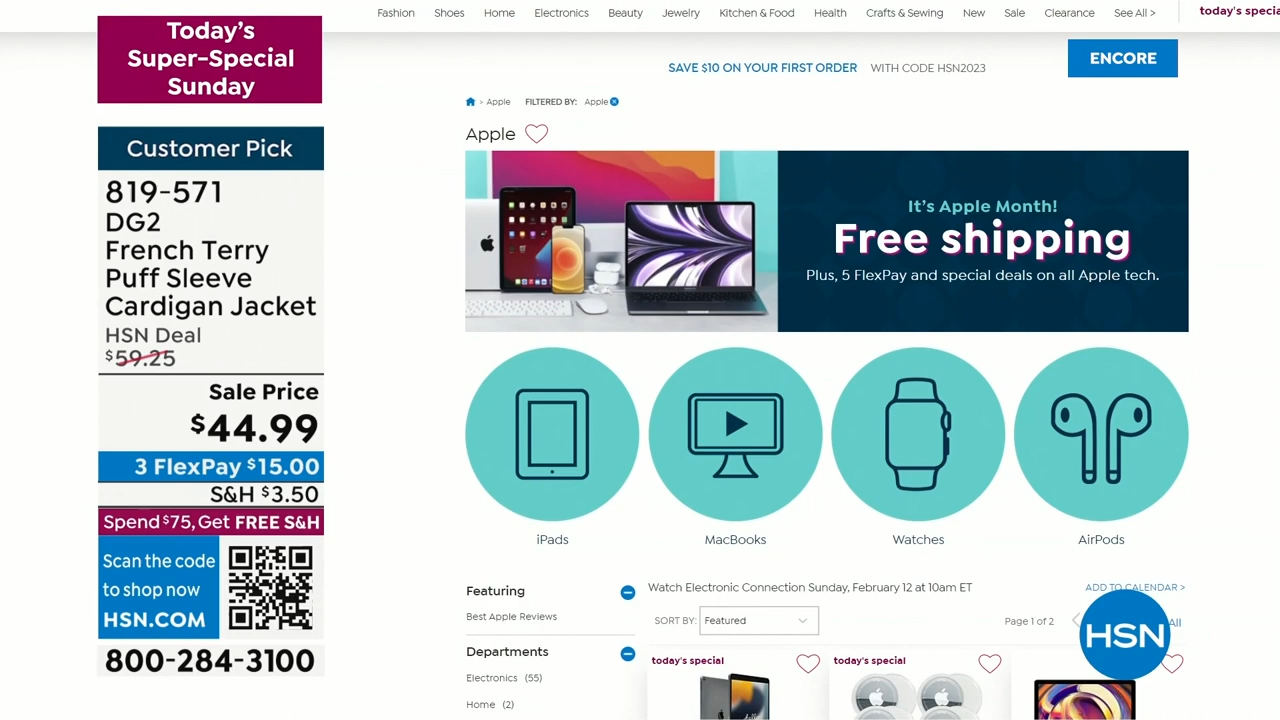 Today's
Super-Special
Sunday
Customer Pick
819-571
DG2
French Terry
Puff Sleeve
Cardigan Jacket
HSN Deal
$59.25
Sale Price
$44.99
3 FlexPay $15.00
S&H $3.50
Spend $75, Get FREE S&H
Scan the code
to shop now
HSN.COM
800-284-3100
Fashion Shoes Home Electronics Beauty Jewelry Kitchen & Food Health Crafts & Sewing New Sale Clearance See All > today's
SAVE $10 ON YOUR FIRST ORDER WITH CODE HSN2023
ENCORE
> Apple FILTERED BY: Apple
Apple
It's Apple Month!
Free shipping
Plus, 5 FlexPay and special deals on all Apple tech.
iPads MacBooks Watches AirPods
Featuring
Best Apple Reviews
Departments
Electronics (55)
Home (2)
Watch Electronic Connection Sunday, February 12 at 10am ET
ADD TO CALENDAR >
SORT BY: Featured
Page 1 of 2
All
HSN
today's special today's special